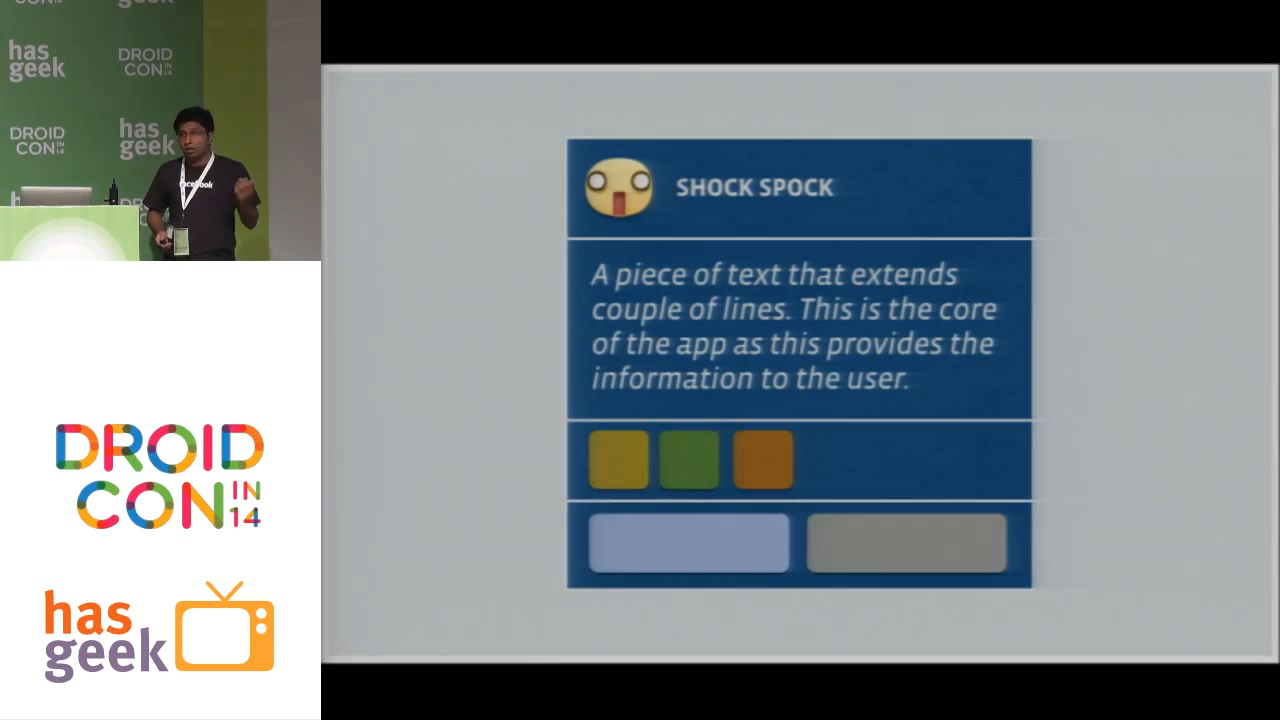 has
geek
DROID
CON IN 14
DROID
CON IN 14
has
geek
facebook
SHOCK SPOCK
A piece of text that extends
couple of lines. This is the core
of the app as this provides the
information to the user.
DROID
CON IN
14
has
geek